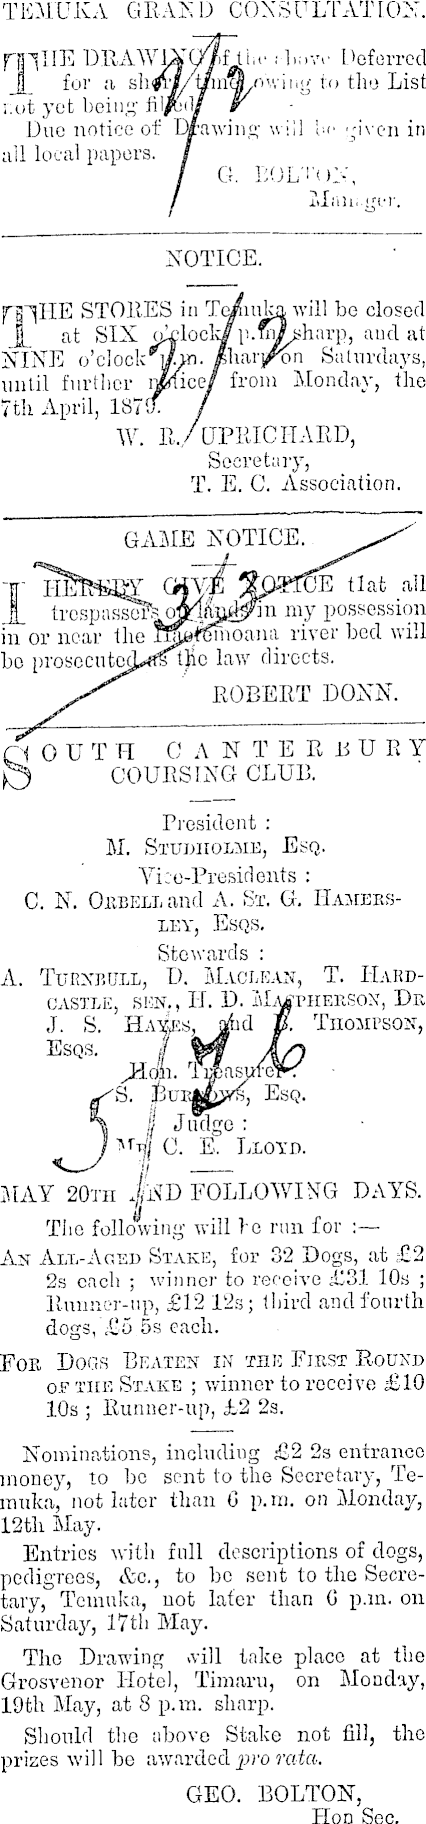 TEMUKA GRAND CONSULTATION.
THE DRAWING of the above Deferred
for a short time, owing to the List
not yet being filled.
Due notice of Drawing will be given in
all local papers.
G. BOLTON,
Manager.
2/2
NOTICE.
THE STORES in Temuka will be closed
at SIX o'clock p.m. sharp, and at
NINE o'clock p.m. sharp on Saturdays,
until further notice, from Monday, the
7th April, 1879.
W. R. UPRICHARD,
Secretary,
T. E. C. Association.
2/2
GAME NOTICE.
I HEREBY GIVE NOTICE tlat all
trespassers on lands in my possession
in or near the Haetemoana river bed will
be prosecuted as the law directs.
ROBERT DONN.
3/3
SOUTH CANTERBURY
COURSING CLUB.
President :
M. STUDHOLME, ESQ.
Vice-Presidents :
C. N. ORBELL and A. ST. G. HAMERS-
LEY, ESQS.
Stewards :
A. TURNBULL, D. MACLEAN, T. HARD-
CASTLE, SEN., H. D. MACPHERSON, DR
J. S. HAYES, and . THOMPSON,
ESQS.
Hon. Treasurer :
S. BURROWS, ESQ.
Judge :
MR C. E. LLOYD.
5/26
MAY 20TH AND FOLLOWING DAYS.
The following will be run for :—
AN ALL-AGED STAKE, for 32 Dogs, at £2
2s each ; winner to receive £31 10s ;
Runner-up, £12 12s ; third and fourth
dogs, £5 5s each.
FOR DOGS BEATEN IN THE FIRST ROUND
OF THE STAKE ; winner to receive £10
10s ; Runner-up, £2 2s.
Nominations, including £2 2s entrance
money, to be sent to the Secretary, Te-
muka, not later than 6 p.m. on Monday,
12th May.
Entries with full descriptions of dogs,
pedigrees, &c., to be sent to the Secre-
tary, Temuka, not later than 6 p.m. on
Saturday, 17th May.
The Drawing will take place at the
Grosvenor Hotel, Timaru, on Monday,
19th May, at 8 p.m. sharp.
Should the above Stake not fill, the
prizes will be awarded pro rata.
GEO. BOLTON,
Hon Sec.